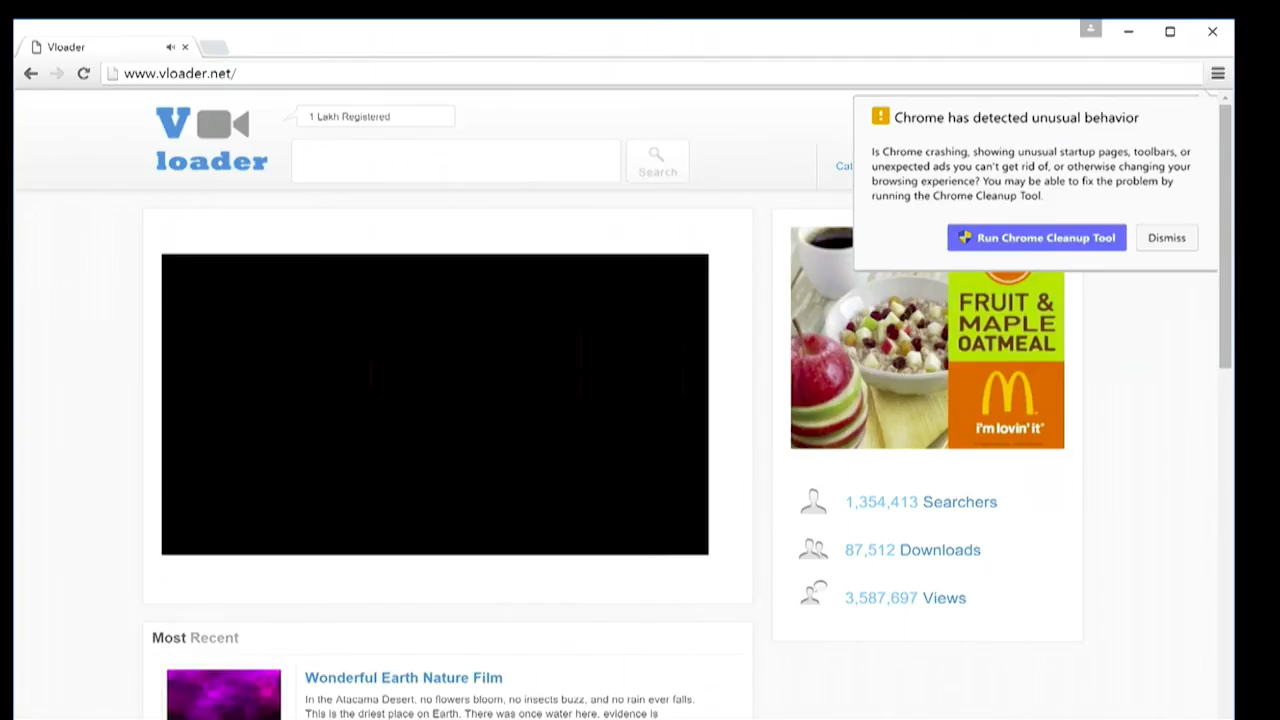 Vloader
www.vloader.net/
V
loader
1 Lakh Registered
Search
Cat
Chrome has detected unusual behavior
Is Chrome crashing, showing unusual startup pages, toolbars, or
unexpected ads you can't get rid of, or otherwise changing your
browsing experience? You may be able to fix the problem by
running the Chrome Cleanup Tool.
Run Chrome Cleanup Tool
Dismiss
FRUIT &
MAPLE
OATMEAL
i'm lovin' it
1,354,413 Searchers
87,512 Downloads
3,587,697 Views
Most Recent
Wonderful Earth Nature Film
In the Atacama Desert, no flowers bloom, no insects buzz, and no rain ever falls.
This is the driest place on Earth. There was once water here, evidence is